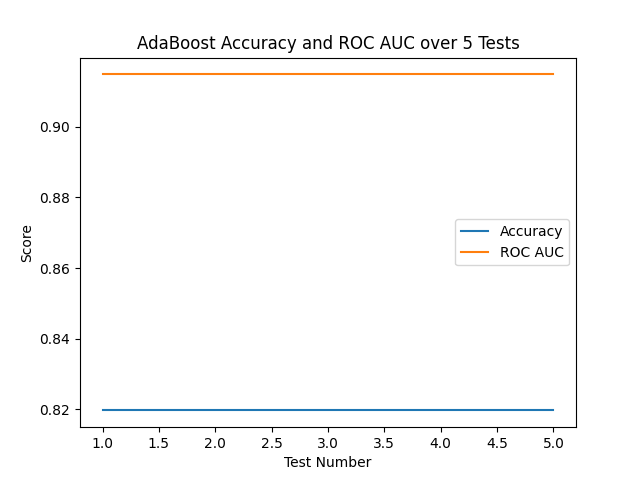 AdaBoost Accuracy and ROC AUC over 5 Tests
0.90
0.88
0.86
0.84
0.82
Score
Accuracy
ROC AUC
1.0 1.5 2.0 2.5 3.0 3.5 4.0 4.5 5.0
Test Number